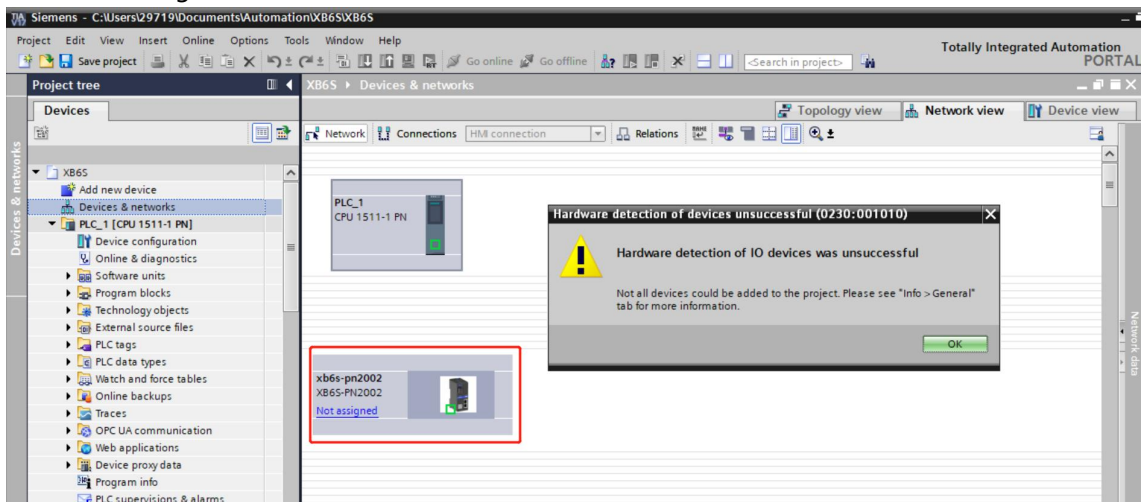 Siemens - C:\Users\29719\Documents\Automation\XB6S\XB6S
Project Edit View Insert Online Options Tools Window Help
Totally Integrated Automation
PORTAL
Save project Go online Go offline <Search in project>
Project tree
XB6S Devices & networks
Devices
Topology view Network view Device view
Network Connections HMI connection Relations
Devices & networks
XB6S
Add new device
Devices & networks
PLC_1 [CPU 1511-1 PN]
Device configuration
Online & diagnostics
Software units
Program blocks
Technology objects
External source files
PLC tags
PLC data types
Watch and force tables
Online backups
Traces
OPC UA communication
Web applications
Device proxy data
Program info
PLC supervisions & alarms
PLC_1
CPU 1511-1 PN
Hardware detection of devices unsuccessful (0230:001010)
Hardware detection of IO devices was unsuccessful
Not all devices could be added to the project. Please see "Info > General"
tab for more information.
OK
xb6s-pn2002
XB6S-PN2002
Not assigned
Network data